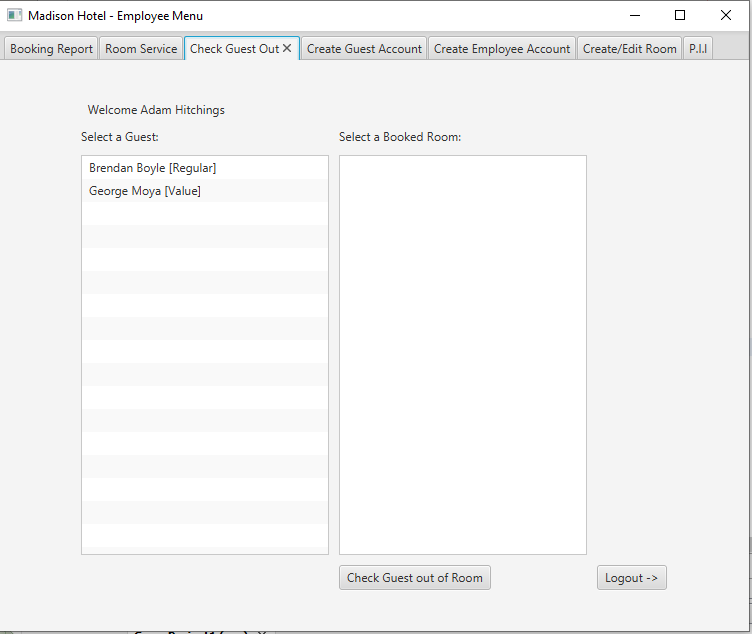 Madison Hotel - Employee Menu
Booking Report Room Service Check Guest Out Create Guest Account Create Employee Account Create/Edit Room P.I.I
Welcome Adam Hitchings
Select a Guest: Select a Booked Room:
Brendan Boyle [Regular]
George Moya [Value]
Check Guest out of Room Logout ->